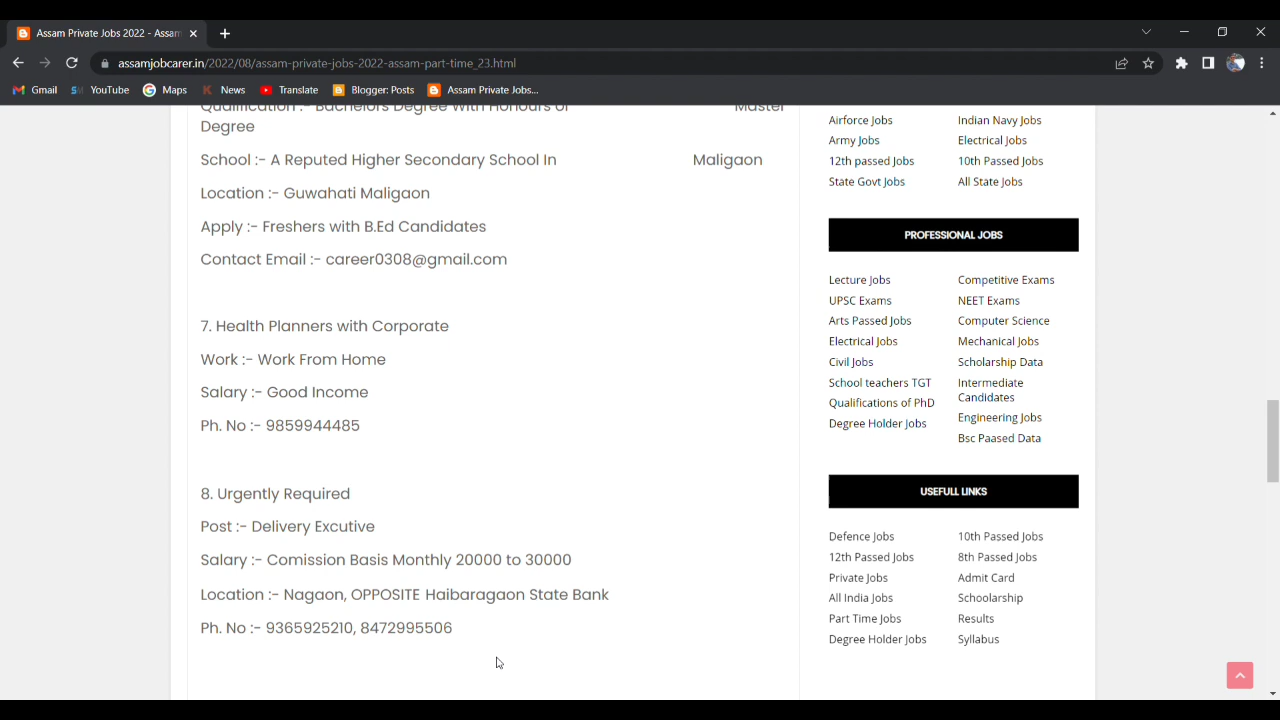 Assam Private Jobs 2022 - Assam
assamjobcarer.in/2022/08/assam-private-jobs-2022-assam-part-time_23.html
Gmail YouTube Maps News Translate Blogger: Posts Assam Private Jobs...
Qualification :- Bachelors Degree With Honours or Master
Degree
School :- A Reputed Higher Secondary School In Maligaon
Location :- Guwahati Maligaon
Apply :- Freshers with B.Ed Candidates
Contact Email :- career0308@gmail.com
7. Health Planners with Corporate
Work :- Work From Home
Salary :- Good Income
Ph. No :- 9859944485
8. Urgently Required
Post :- Delivery Excutive
Salary :- Comission Basis Monthly 20000 to 30000
Location :- Nagaon, OPPOSITE Haibaragaon State Bank
Ph. No :- 9365925210, 8472995506
Airforce Jobs Indian Navy Jobs
Army Jobs Electrical Jobs
12th passed Jobs 10th Passed Jobs
State Govt Jobs All State Jobs
PROFESSIONAL JOBS
Lecture Jobs Competitive Exams
UPSC Exams NEET Exams
Arts Passed Jobs Computer Science
Electrical Jobs Mechanical Jobs
Civil Jobs Scholarship Data
School teachers TGT Intermediate
Candidates
Qualifications of PhD Engineering Jobs
Degree Holder Jobs Bsc Paased Data
USEFULL LINKS
Defence Jobs 10th Passed Jobs
12th Passed Jobs 8th Passed Jobs
Private Jobs Admit Card
All India Jobs Schoolarship
Part Time Jobs Results
Degree Holder Jobs Syllabus